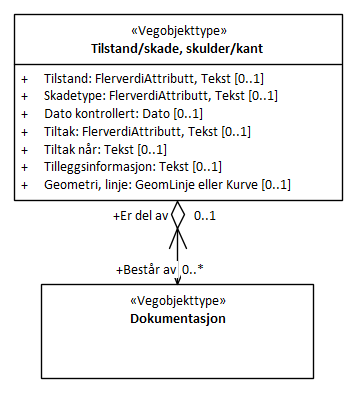 «Vegobjekttype»
Tilstand/skade, skulder/kant
+ Tilstand: FlerverdiAttributt, Tekst [0..1]
+ Skadetype: FlerverdiAttributt, Tekst [0..1]
+ Dato kontrollert: Dato [0..1]
+ Tiltak: FlerverdiAttributt, Tekst [0..1]
+ Tiltak når: Tekst [0..1]
+ Tilleggsinformasjon: Tekst [0..1]
+ Geometri, linje: GeomLinje eller Kurve [0..1]
+Er del av 0..1
+Består av 0..*
«Vegobjekttype»
Dokumentasjon